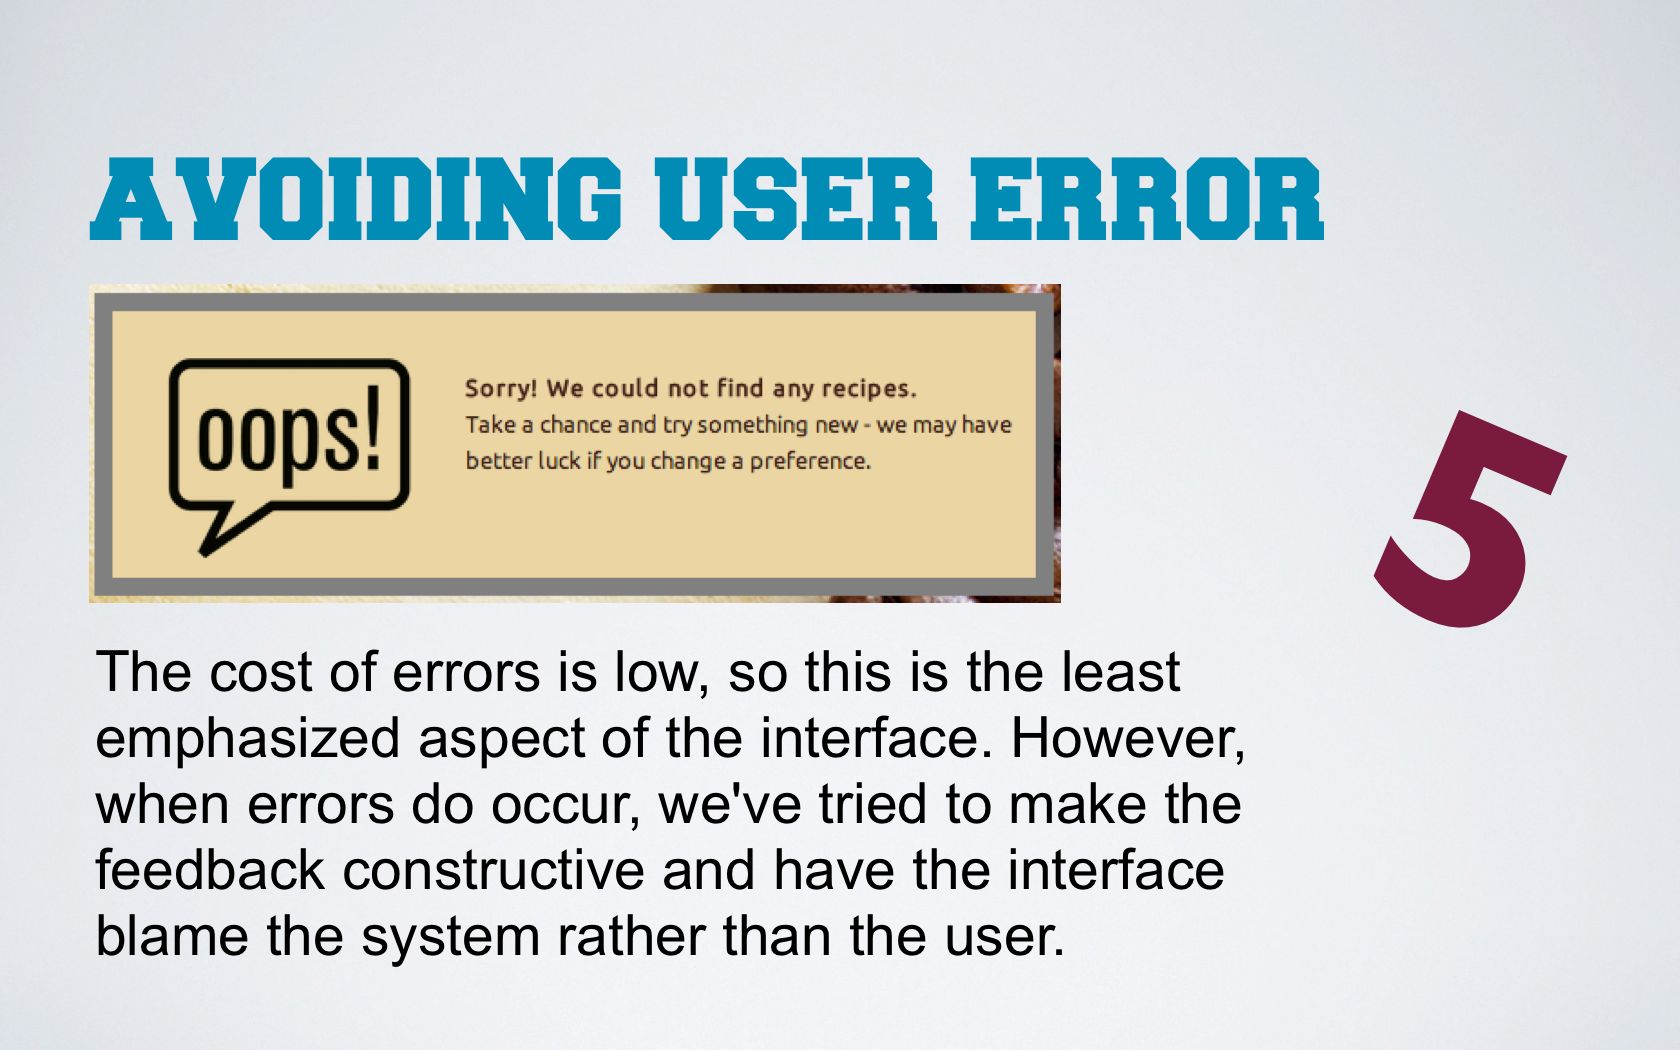 AVOIDING USER ERROR
oops!
Sorry! We could not find any recipes.
Take a chance and try something new - we may have
better luck if you change a preference.
5
The cost of errors is low, so this is the least
emphasized aspect of the interface. However,
when errors do occur, we've tried to make the
feedback constructive and have the interface
blame the system rather than the user.